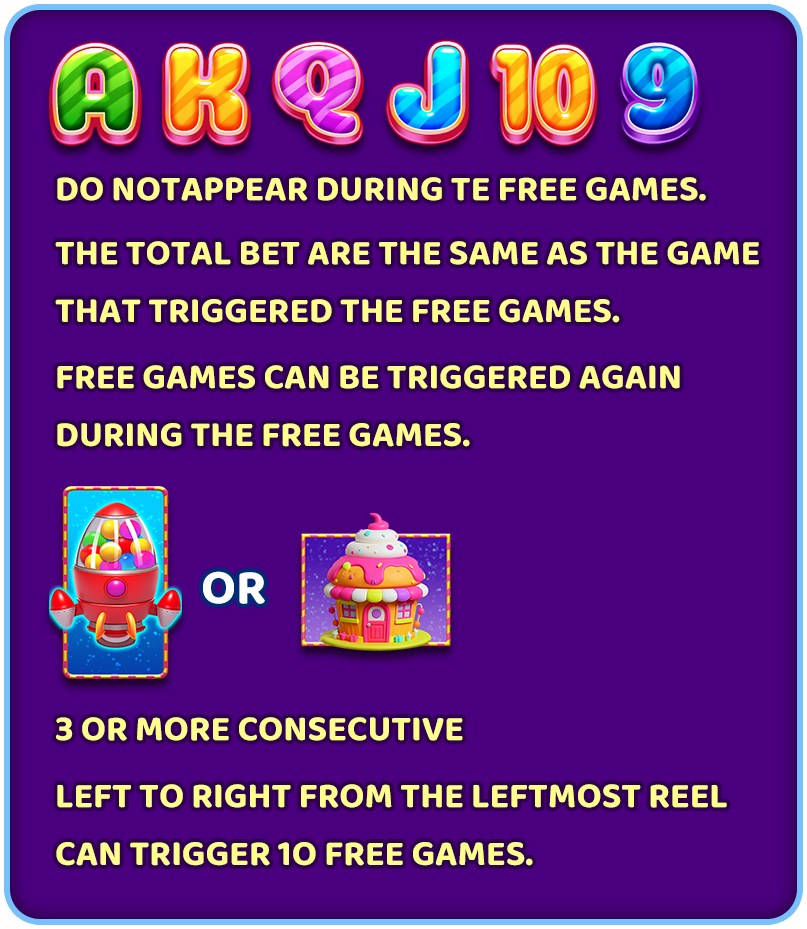 A K Q J 10 9
DO NOTAPPEAR DURING TE FREE GAMES.
THE TOTAL BET ARE THE SAME AS THE GAME
THAT TRIGGERED THE FREE GAMES.
FREE GAMES CAN BE TRIGGERED AGAIN
DURING THE FREE GAMES.
OR
3 OR MORE CONSECUTIVE
LEFT TO RIGHT FROM THE LEFTMOST REEL
CAN TRIGGER 1O FREE GAMES.